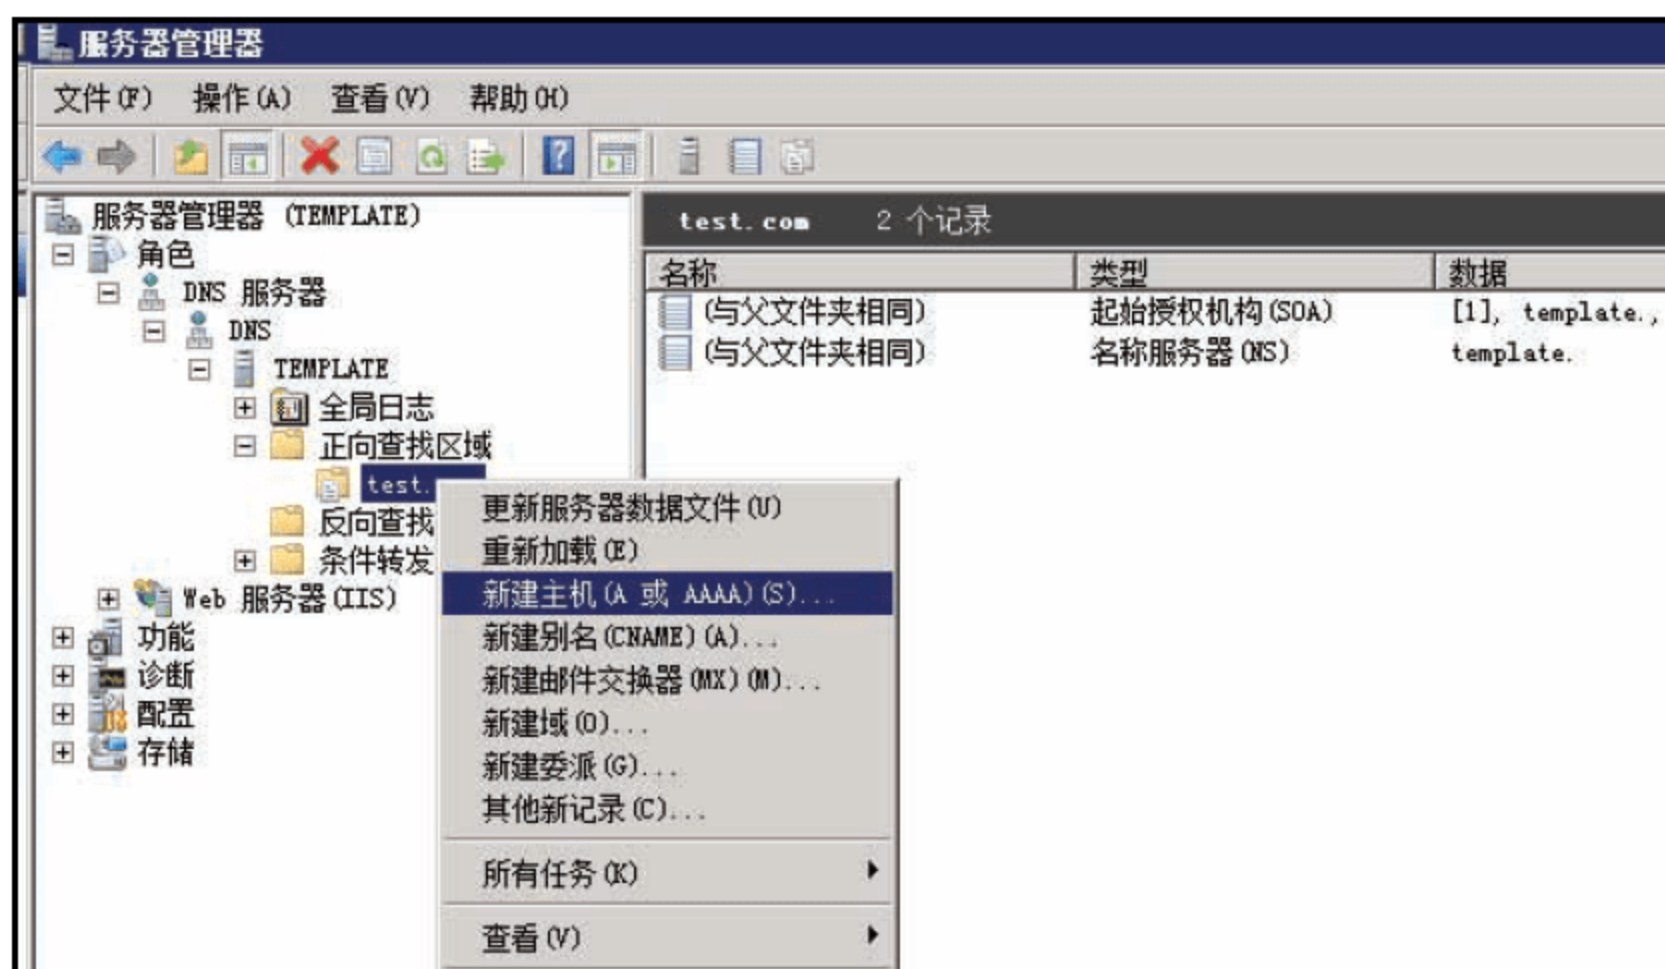 服务器管理器
文件(F) 操作(A) 查看(V) 帮助(H)
服务器管理器 (TEMPLATE)
角色
DNS 服务器
DNS
TEMPLATE
全局日志
正向查找区域
test.
反向查找
条件转发
Web 服务器(IIS)
功能
诊断
配置
存储
test.com 2 个记录
名称 类型 数据
(与父文件夹相同) 起始授权机构(SOA) [1], template.,
(与父文件夹相同) 名称服务器(NS) template.
更新服务器数据文件(U)
重新加载(E)
新建主机(A 或 AAAA)(S)...
新建别名(CNAME)(A)...
新建邮件交换器(MX)(M)...
新建域(O)...
新建委派(G)...
其他新记录(C)...
所有任务(K)
查看(V)